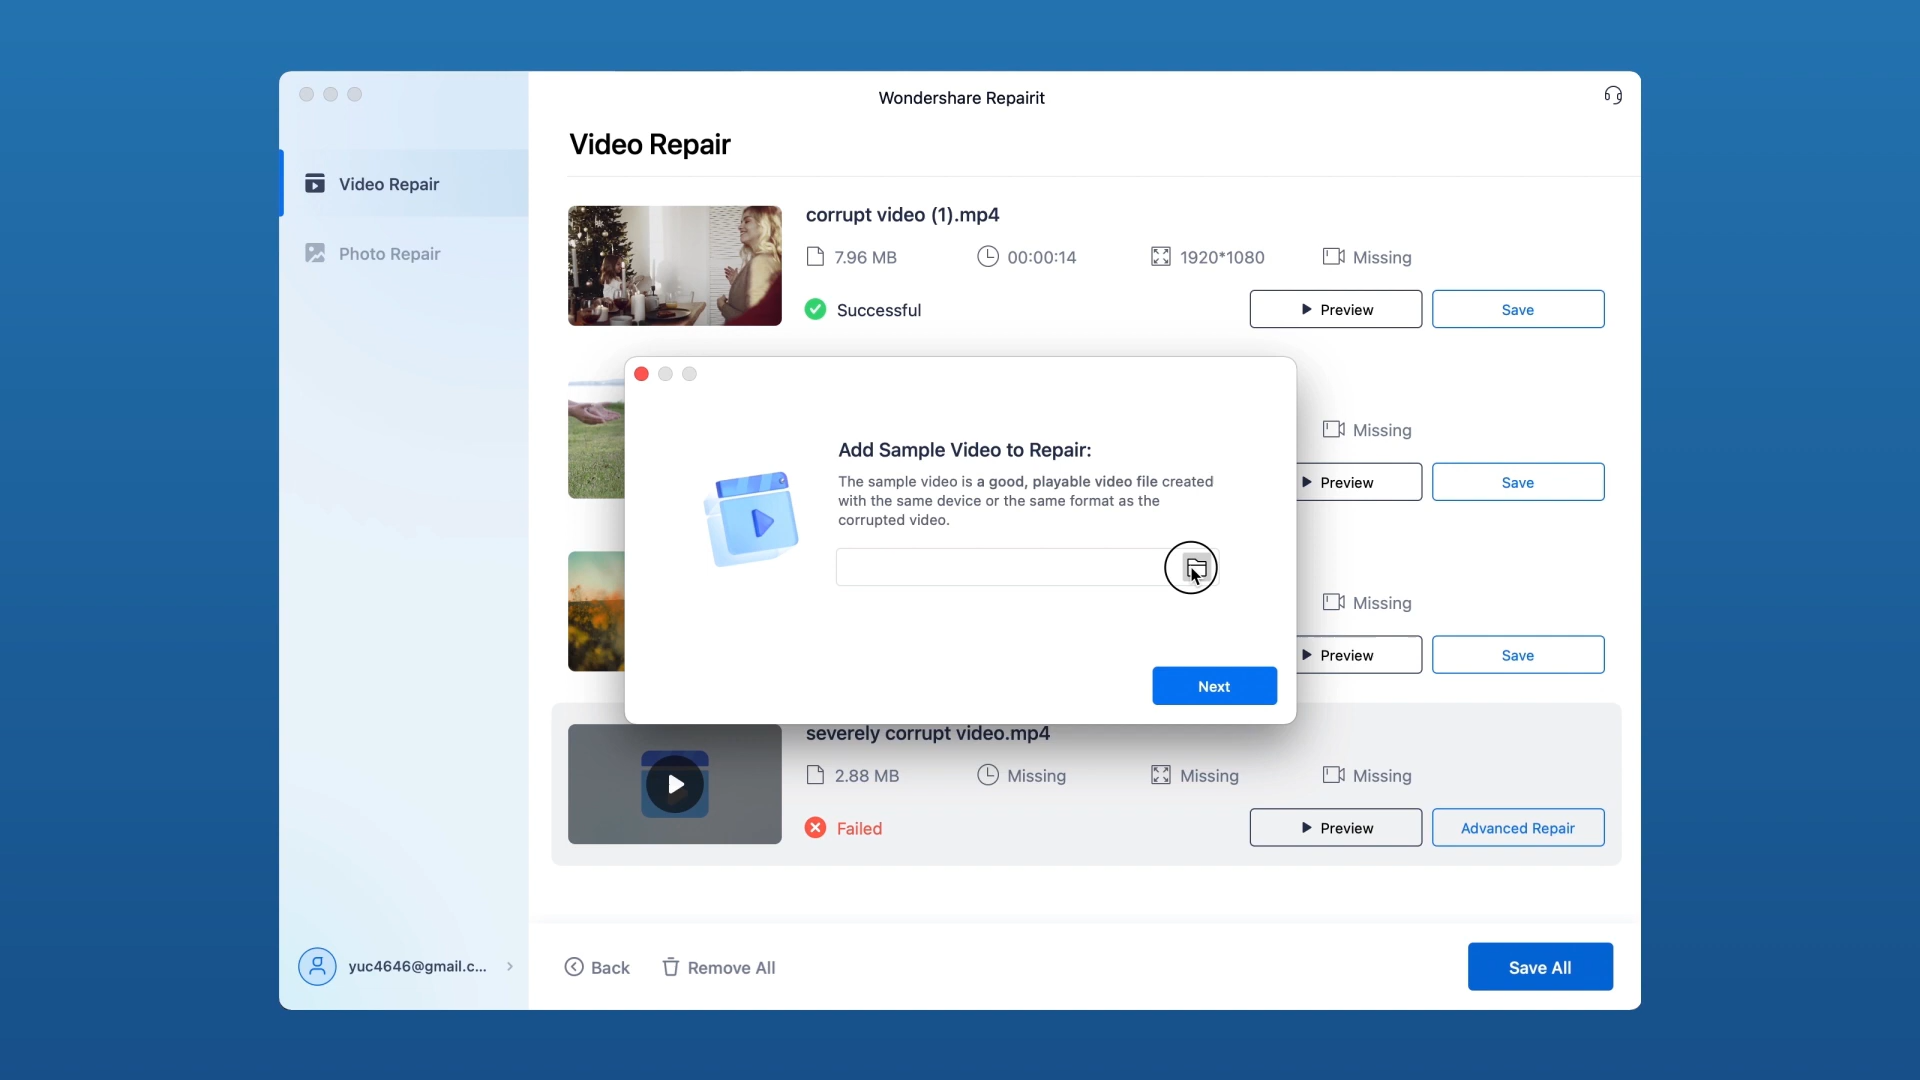 Wondershare Repairit
Video Repair
Video Repair
Photo Repair
corrupt video (1).mp4
7.96 MB
00:00:14
1920*1080
Missing
Successful
Preview
Save
Missing
Preview
Save
Missing
Preview
Save
Add Sample Video to Repair:
The sample video is a good, playable video file created
with the same device or the same format as the
corrupted video.
Next
severely corrupt video.mp4
2.88 MB
Missing
Missing
Missing
Failed
Preview
Advanced Repair
yuc4646@gmail.c...
Back
Remove All
Save All